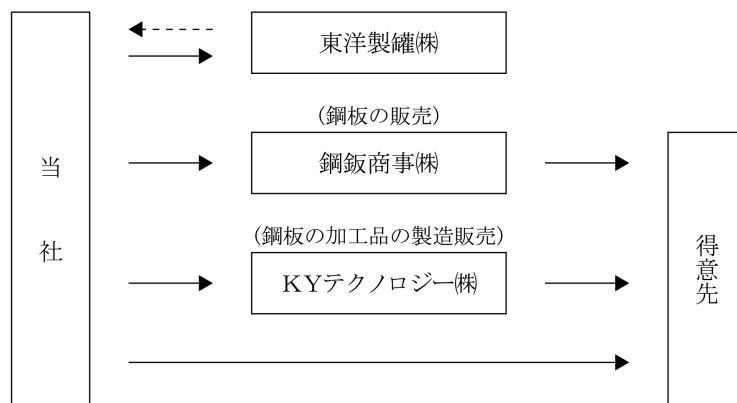 東洋製罐㈱
(鋼板の販売)
当社
鋼鈑商事㈱
(鋼板の加工品の製造販売)
KYテクノロジー㈱
得意先